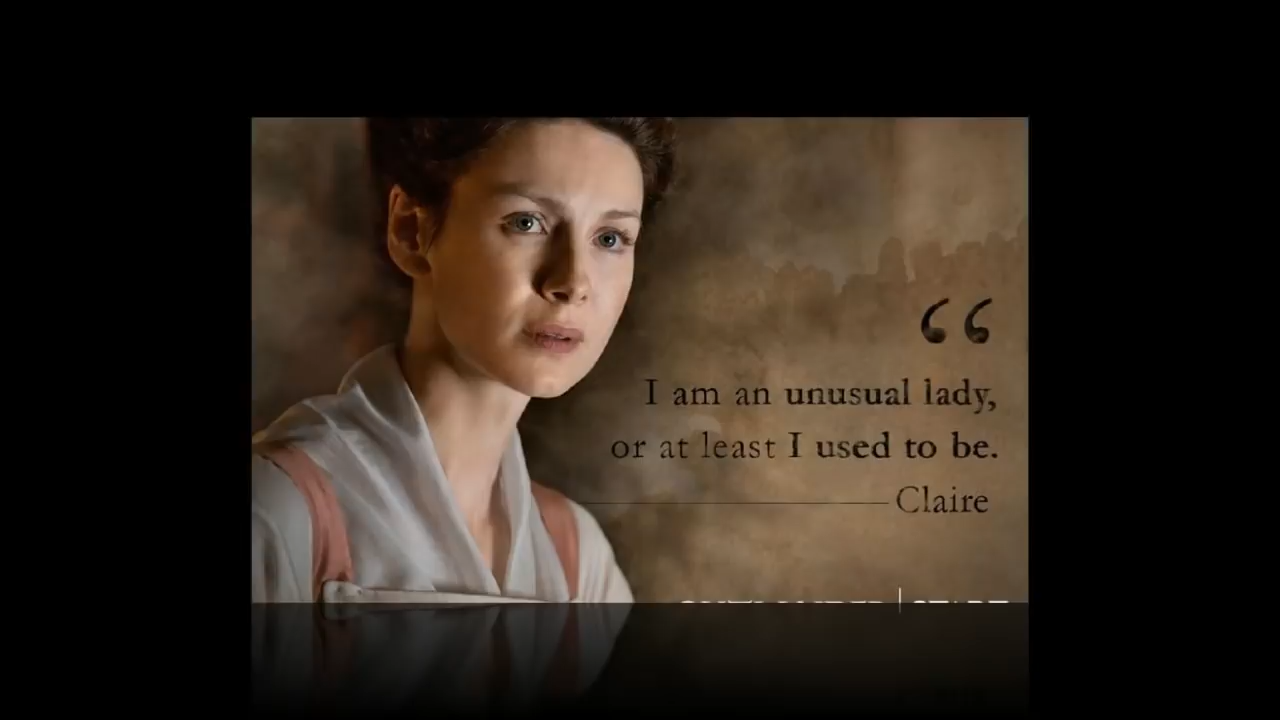 “
I am an unusual lady,
or at least I used to be.
Claire